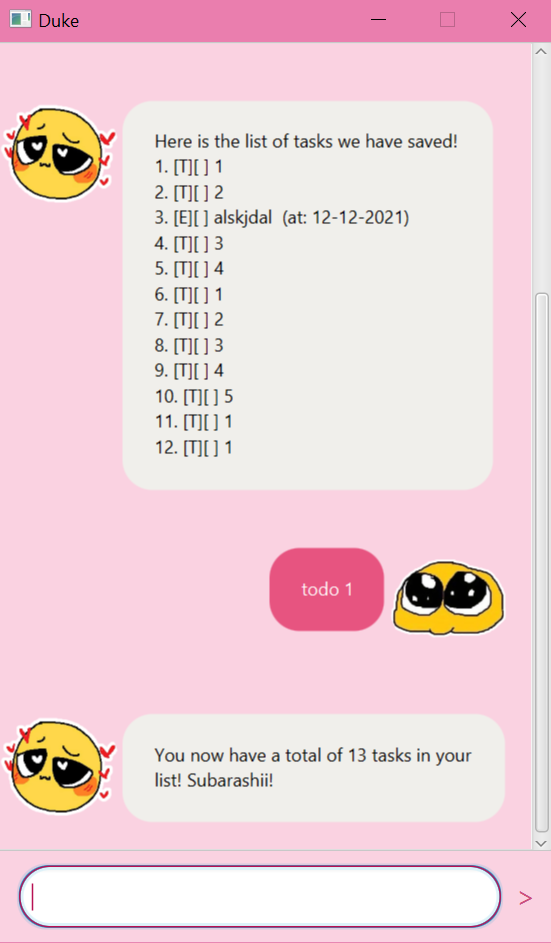 Duke
Here is the list of tasks we have saved!
1. [T][ ] 1
2. [T][ ] 2
3. [E][ ] alskjdal  (at: 12-12-2021)
4. [T][ ] 3
5. [T][ ] 4
6. [T][ ] 1
7. [T][ ] 2
8. [T][ ] 3
9. [T][ ] 4
10. [T][ ] 5
11. [T][ ] 1
12. [T][ ] 1
todo 1
You now have a total of 13 tasks in your
list! Subarashii!
>